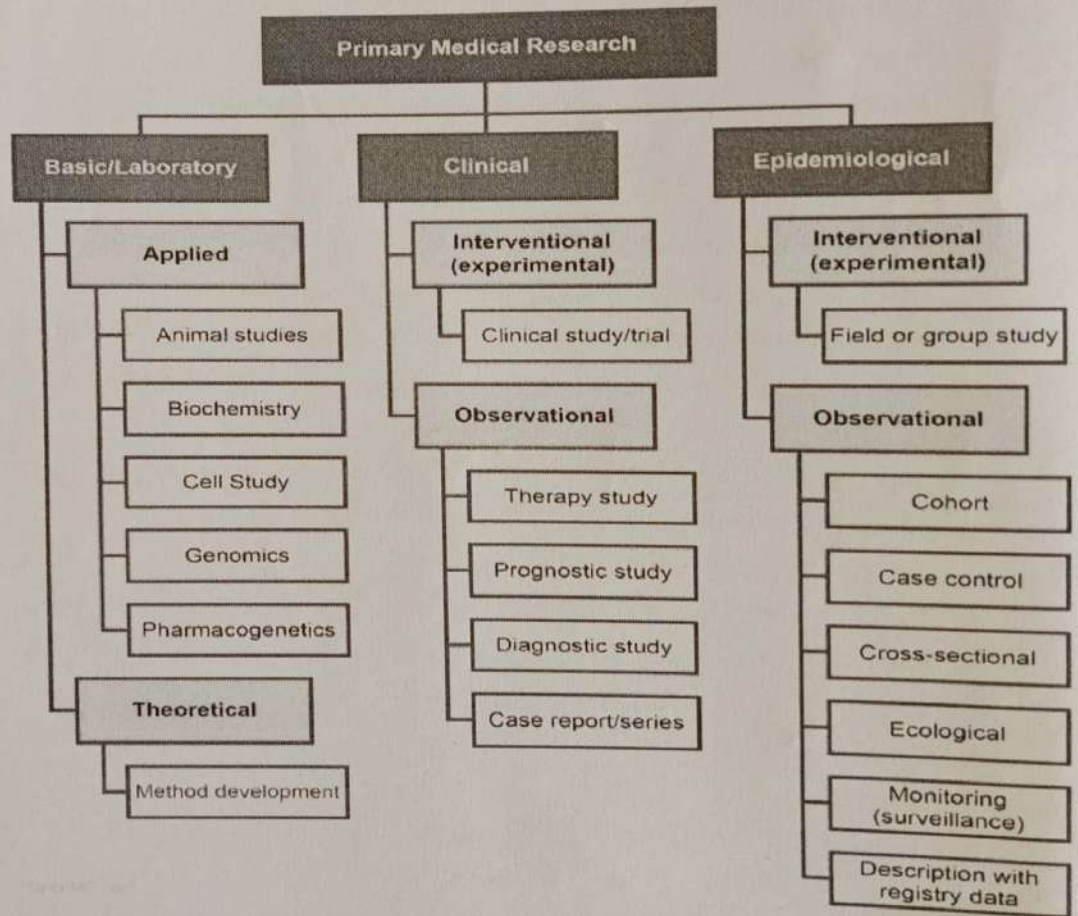 Primary Medical Research
Basic/Laboratory
Applied
Animal studies
Biochemistry
Cell Study
Genomics
Pharmacogenetics
Theoretical
Method development
Clinical
Interventional
(experimental)
Clinical study/trial
Observational
Therapy study
Prognostic study
Diagnostic study
Case report/series
Epidemiological
Interventional
(experimental)
Field or group study
Observational
Cohort
Case control
Cross-sectional
Ecological
Monitoring
(surveillance)
Description with
registry data